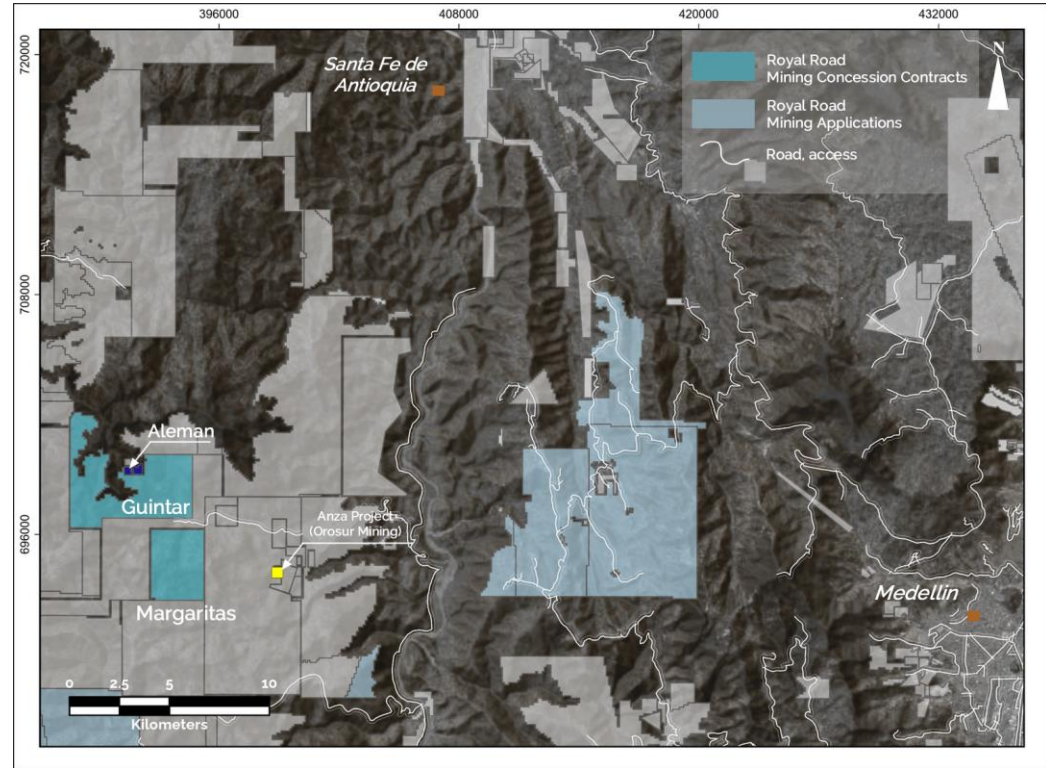 396000
408000
420000
432000
720000
708000
696000
Santa Fe de
Antioquia
Royal Road
Mining Concession Contracts
Royal Road
Mining Applications
Road, access
N
Aleman
Guintar
Anza Project
(Orosur Mining)
Margaritas
Medellin
0 2.5 5 10
Kilometers